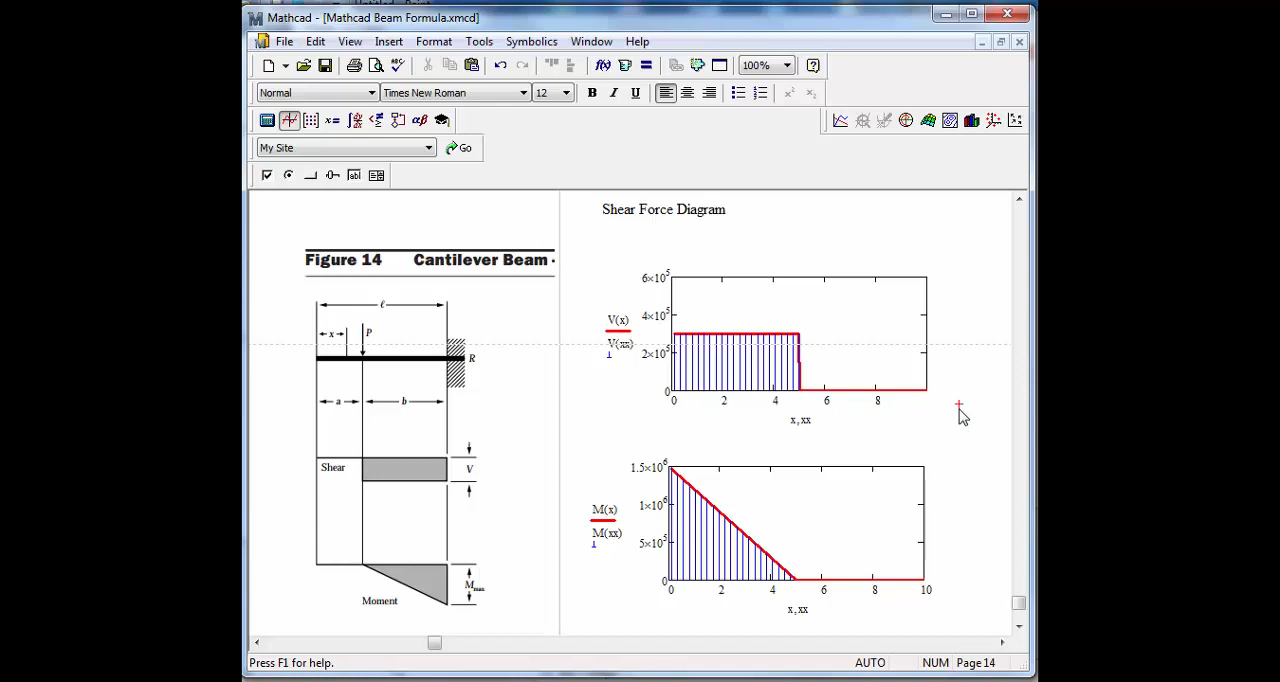 Mathcad - [Mathcad Beam Formula.xmcd]
File Edit View Insert Format Tools Symbolics Window Help
100%
Normal Times New Roman 12 B I U
My Site Go
Shear Force Diagram
Figure 14 Cantilever Beam -
ℓ
x P
R
a b
Shear V
Mmax
Moment
6×10⁵
V(x) 4×10⁵
V(xx) 2×10⁵
0
0 2 4 6 8
x,xx
1.5×10⁶
M(x) 1×10⁶
M(xx) 5×10⁵
0
0 2 4 6 8 10
x,xx
Press F1 for help. AUTO NUM Page 14